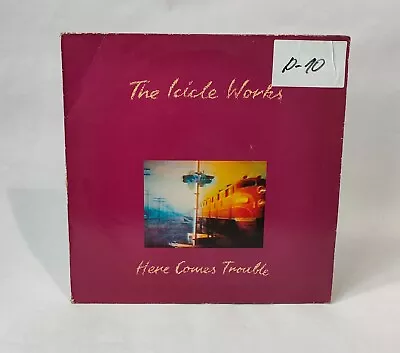 D-10
The Icicle Works
Here Comes Trouble